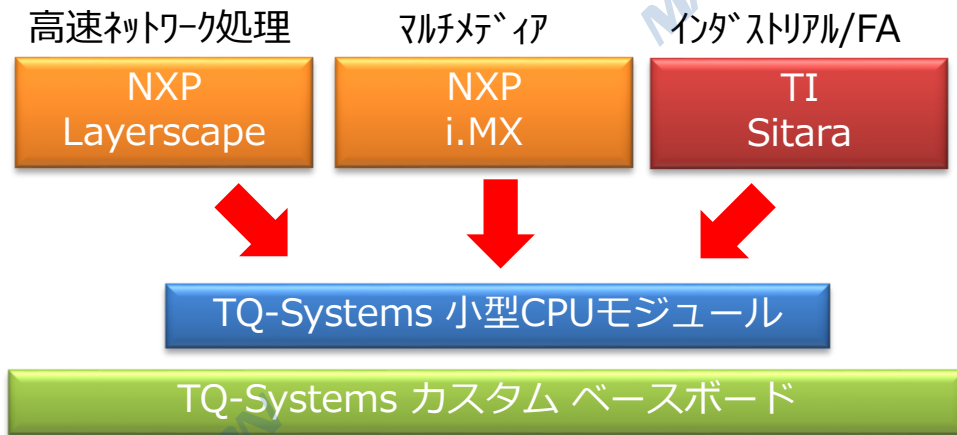 高速ネットワーク処理
マルチメディア
インダストリアル/FA
NXP
Layerscape
NXP
i.MX
TI
Sitara
TQ-Systems 小型CPUモジュール
TQ-Systems カスタム ベースボード